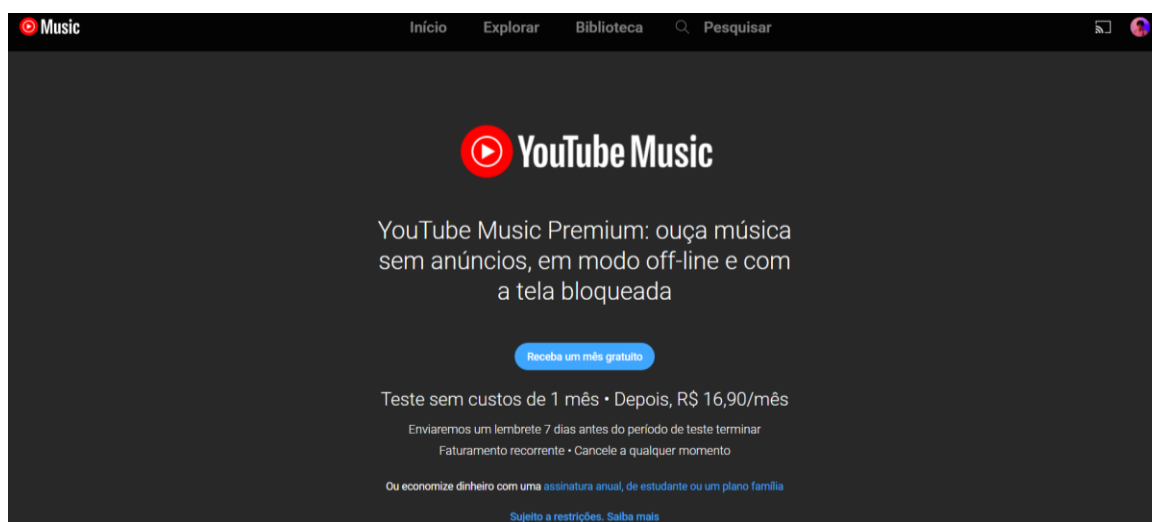 Music Início Explorar Biblioteca Pesquisar
YouTube Music
YouTube Music Premium: ouça música
sem anúncios, em modo off-line e com
a tela bloqueada
Receba um mês gratuito
Teste sem custos de 1 mês • Depois, R$ 16,90/mês
Enviaremos um lembrete 7 dias antes do período de teste terminar
Faturamento recorrente • Cancele a qualquer momento
Ou economize dinheiro com uma assinatura anual, de estudante ou um plano família
Sujeito a restrições. Saiba mais